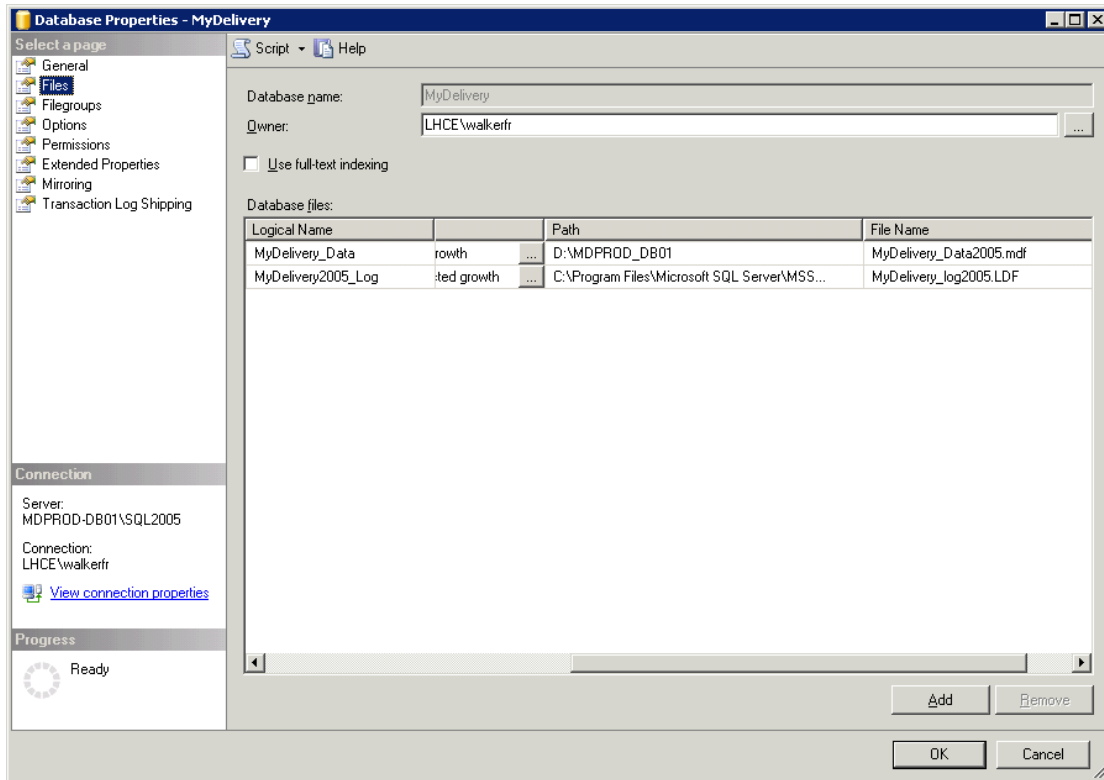 Database Properties - MyDelivery
Select a page
General
Files
Filegroups
Options
Permissions
Extended Properties
Mirroring
Transaction Log Shipping
Connection
Server:
MDPROD-DB01\SQL2005
Connection:
LHCE\walkerfr
View connection properties
Progress
Ready
Script Help
Database name: MyDelivery
Owner: LHCE\walkerfr ...
Use full-text indexing
Database files:
Logical Name Path File Name
MyDelivery_Data rowth ... D:\MDPROD_DB01 MyDelivery_Data2005.mdf
MyDelivery2005_Log ted growth ... C:\Program Files\Microsoft SQL Server\MSS... MyDelivery_log2005.LDF
Add Remove
OK Cancel